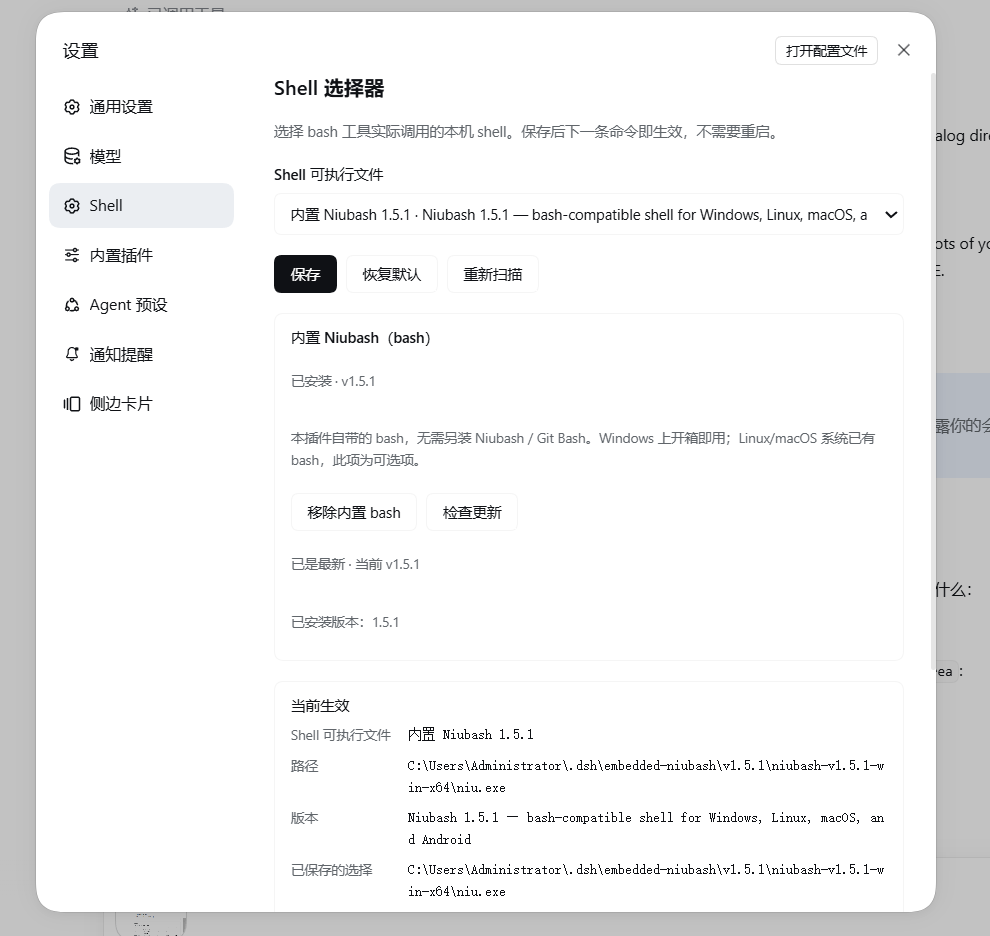 设置
打开配置文件
通用设置
模型
Shell
内置插件
Agent 预设
通知提醒
侧边卡片
Shell 选择器
选择 bash 工具实际调用的本机 shell。保存后下一条命令即生效，不需要重启。
Shell 可执行文件
内置 Niubash 1.5.1 · Niubash 1.5.1 — bash-compatible shell for Windows, Linux, macOS, a
保存
恢复默认
重新扫描
内置 Niubash（bash）
已安装 · v1.5.1
本插件自带的 bash，无需另装 Niubash / Git Bash。Windows 上开箱即用；Linux/macOS 系统已有
bash，此项为可选项。
移除内置 bash
检查更新
已是最新 · 当前 v1.5.1
已安装版本：1.5.1
当前生效
Shell 可执行文件 内置 Niubash 1.5.1
路径 C:\Users\Administrator\.dsh\embedded-niubash\v1.5.1\niubash-v1.5.1-w
in-x64\niu.exe
版本 Niubash 1.5.1 — bash-compatible shell for Windows, Linux, macOS, an
d Android
已保存的选择 C:\Users\Administrator\.dsh\embedded-niubash\v1.5.1\niubash-v1.5.1-w
in-x64\niu.exe
alog dire
ots of yo
露你的会
什么：
rea :